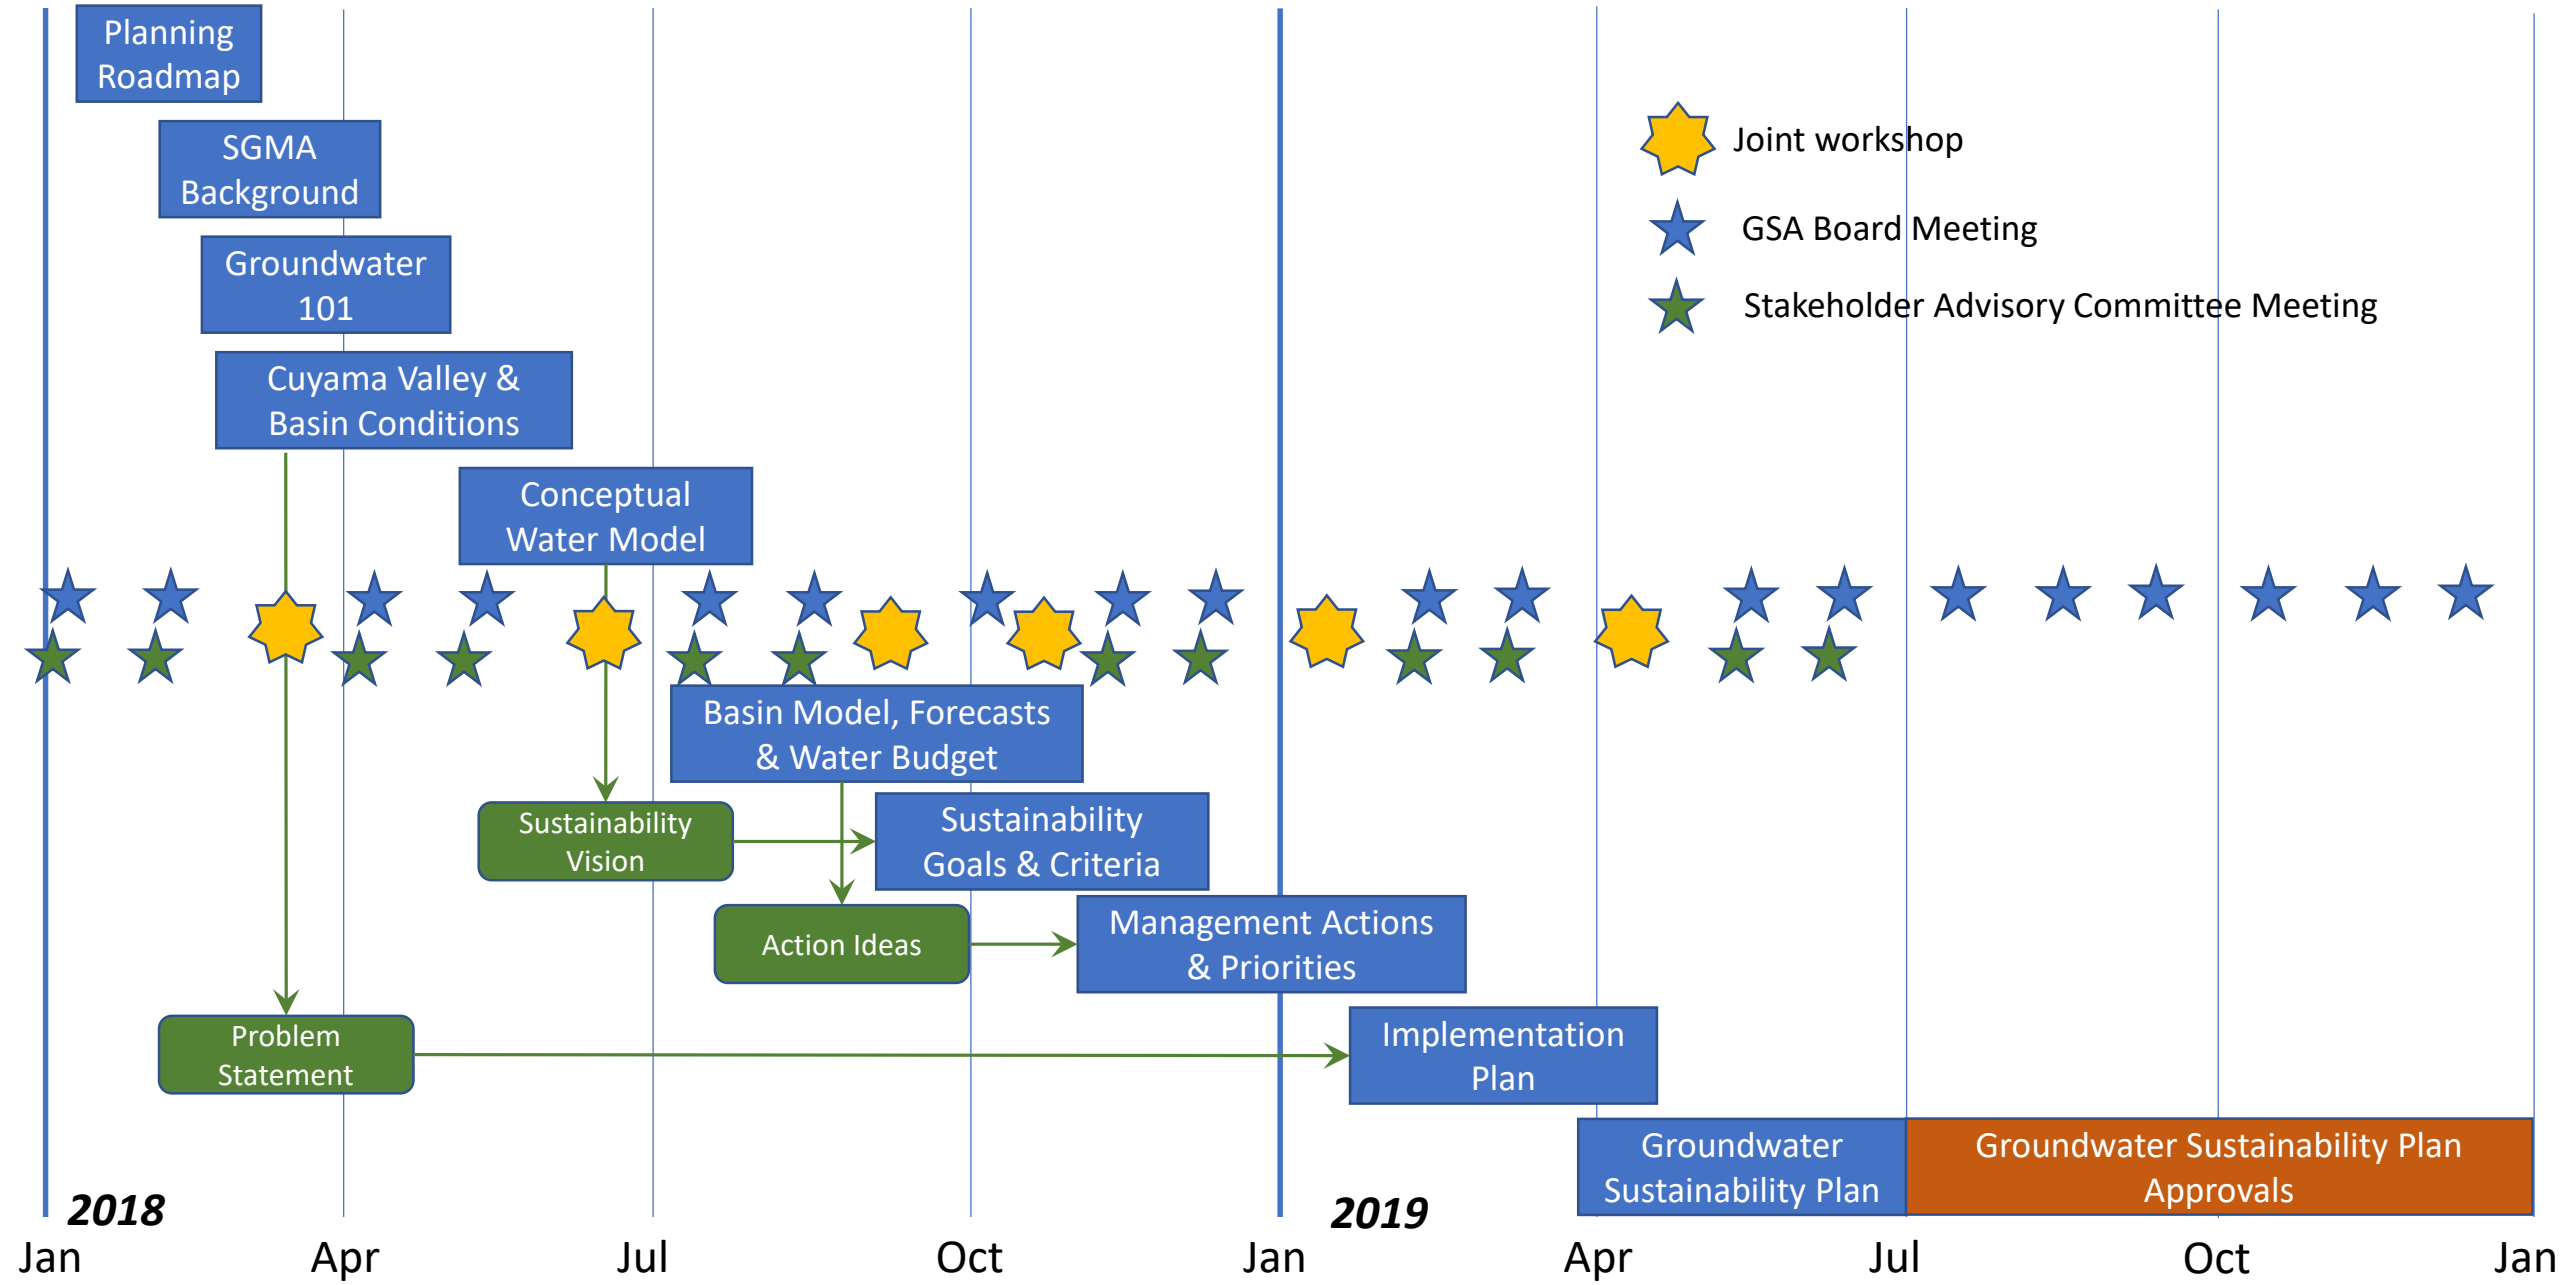 Planning
Roadmap
SGMA
Background
Groundwater
101
Cuyama Valley &
Basin Conditions
Conceptual
Water Model
Joint workshop
GSA Board Meeting
Stakeholder Advisory Committee Meeting
Basin Model, Forecasts
& Water Budget
Sustainability
Vision
Sustainability
Goals & Criteria
Action Ideas
Management Actions
& Priorities
Problem
Statement
Implementation
Plan
Groundwater
Sustainability Plan
Groundwater Sustainability Plan
Approvals
2018
2019
Jan
Apr
Jul
Oct
Jan
Apr
Jul
Oct
Jan